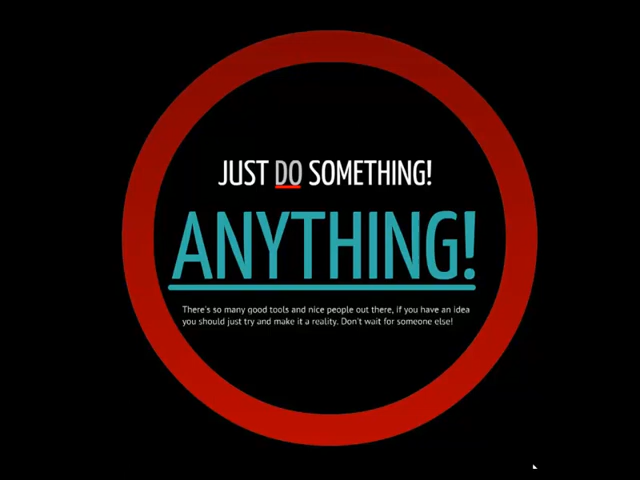 JUST DO SOMETHING!
ANYTHING!
There's so many good tools and nice people out there, if you have an idea
you should just try and make it a reality. Don't wait for someone else!